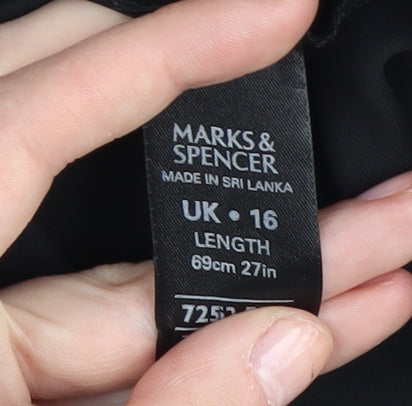 MARKS &
SPENCER
MADE IN SRI LANKA
UK • 16
LENGTH
69cm 27in